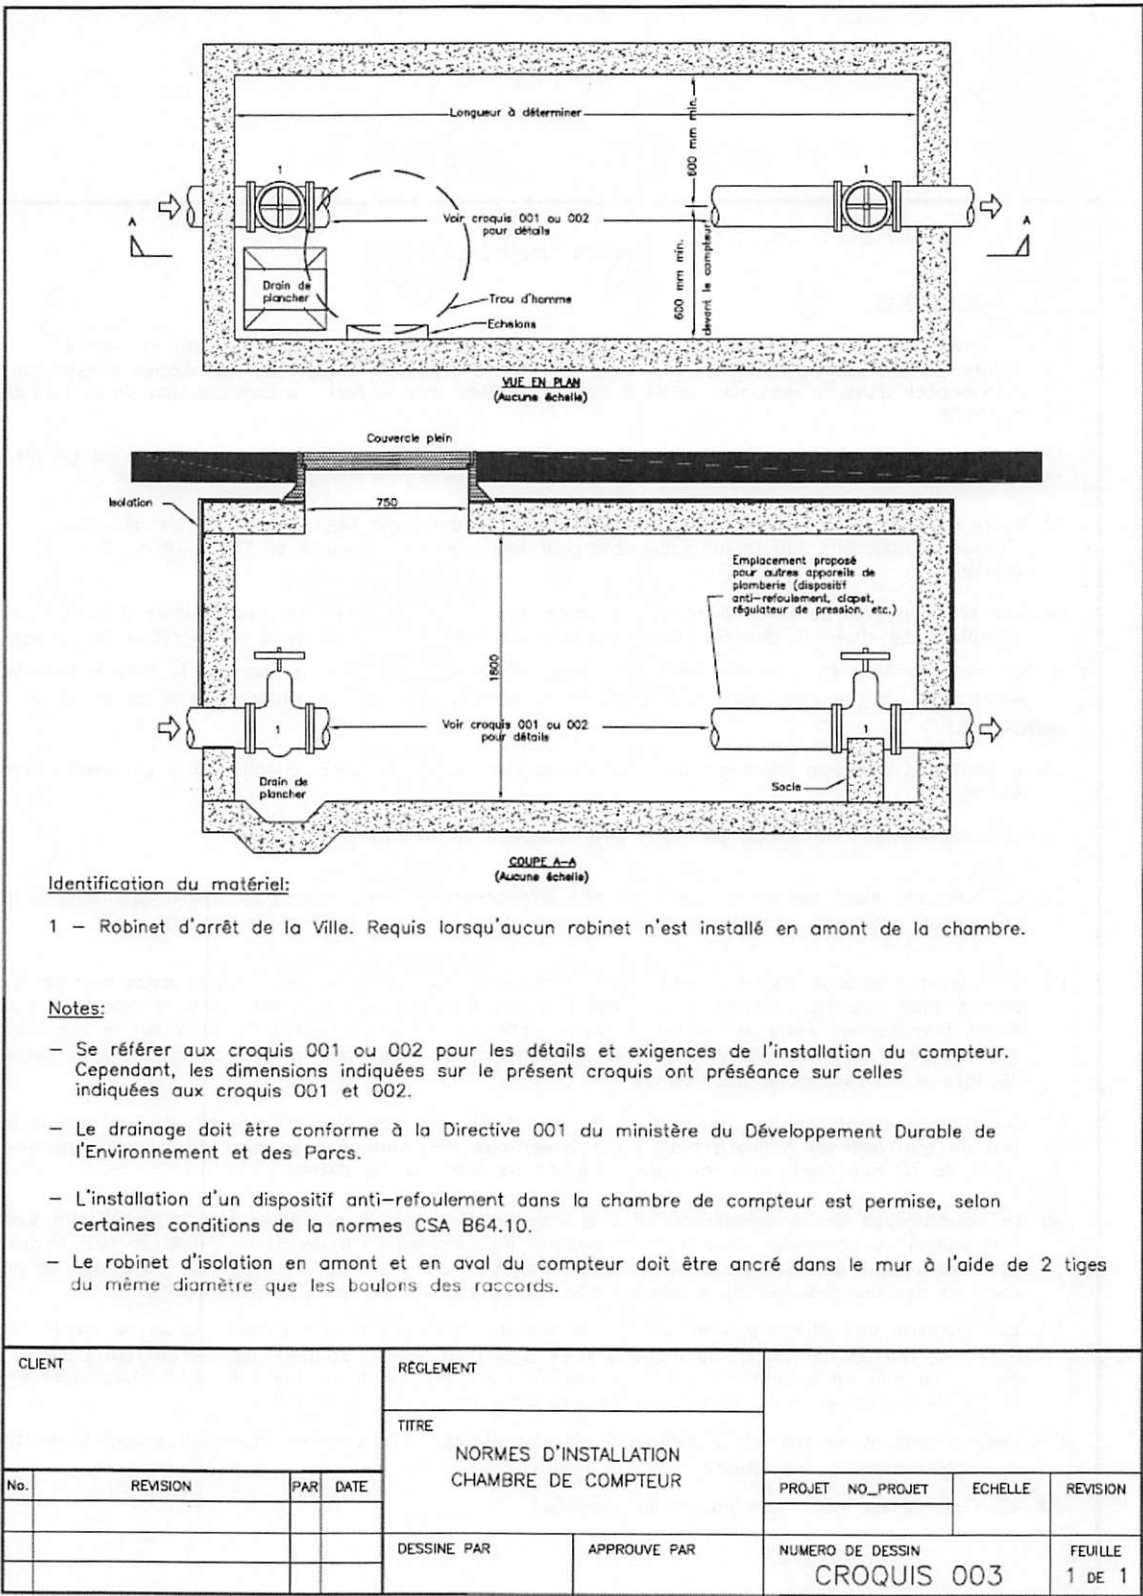 Longueur à déterminer
600 mm min.
1
1
A
A
Voir croquis 001 ou 002
pour détails
600 mm min.
devant le compteur
Drain de
plancher
Trou d'homme
Echelons
VUE EN PLAN
(Aucune échelle)
Couvercle plein
Isolation
750
Emplacement proposé
pour autres appareils de
plomberie (dispositif
anti-refoulement, clapet,
régulateur de pression, etc.)
1800
1
Voir croquis 001 ou 002
pour détails
1
Drain de
plancher
Socle
COUPE A-A
(Aucune échelle)
Identification du matériel:
1 – Robinet d'arrêt de la Ville. Requis lorsqu'aucun robinet n'est installé en amont de la chambre.
Notes:
– Se référer aux croquis 001 ou 002 pour les détails et exigences de l'installation du compteur.
Cependant, les dimensions indiquées sur le présent croquis ont préséance sur celles
indiquées aux croquis 001 et 002.
– Le drainage doit être conforme à la Directive 001 du ministère du Développement Durable de
l'Environnement et des Parcs.
– L'installation d'un dispositif anti-refoulement dans la chambre de compteur est permise, selon
certaines conditions de la normes CSA B64.10.
– Le robinet d'isolation en amont et en aval du compteur doit être ancré dans le mur à l'aide de 2 tiges
du même diamètre que les boulons des raccords.
CLIENT
RÈGLEMENT
TITRE
NORMES D'INSTALLATION
CHAMBRE DE COMPTEUR
No. REVISION PAR DATE
PROJET NO_PROJET ECHELLE REVISION
DESSINE PAR APPROUVE PAR
NUMERO DE DESSIN
CROQUIS 003
FEUILLE
1 DE 1